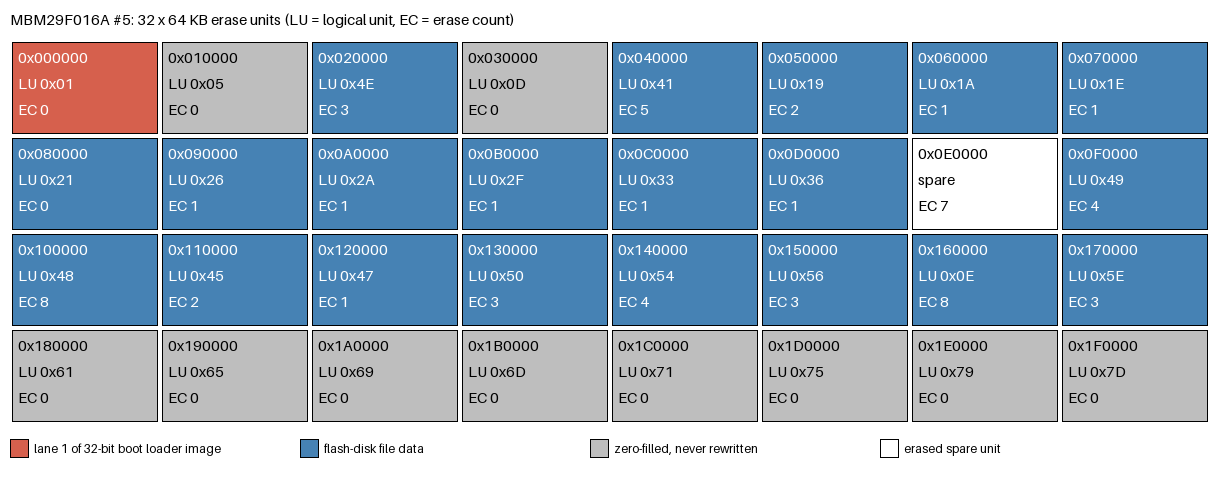 MBM29F016A #5: 32 x 64 KB erase units (LU = logical unit, EC = erase count)
0x000000
LU 0x01
EC 0
0x010000
LU 0x05
EC 0
0x020000
LU 0x4E
EC 3
0x030000
LU 0x0D
EC 0
0x040000
LU 0x41
EC 5
0x050000
LU 0x19
EC 2
0x060000
LU 0x1A
EC 1
0x070000
LU 0x1E
EC 1
0x080000
LU 0x21
EC 0
0x090000
LU 0x26
EC 1
0x0A0000
LU 0x2A
EC 1
0x0B0000
LU 0x2F
EC 1
0x0C0000
LU 0x33
EC 1
0x0D0000
LU 0x36
EC 1
0x0E0000
spare
EC 7
0x0F0000
LU 0x49
EC 4
0x100000
LU 0x48
EC 8
0x110000
LU 0x45
EC 2
0x120000
LU 0x47
EC 1
0x130000
LU 0x50
EC 3
0x140000
LU 0x54
EC 4
0x150000
LU 0x56
EC 3
0x160000
LU 0x0E
EC 8
0x170000
LU 0x5E
EC 3
0x180000
LU 0x61
EC 0
0x190000
LU 0x65
EC 0
0x1A0000
LU 0x69
EC 0
0x1B0000
LU 0x6D
EC 0
0x1C0000
LU 0x71
EC 0
0x1D0000
LU 0x75
EC 0
0x1E0000
LU 0x79
EC 0
0x1F0000
LU 0x7D
EC 0
lane 1 of 32-bit boot loader image
flash-disk file data
zero-filled, never rewritten
erased spare unit